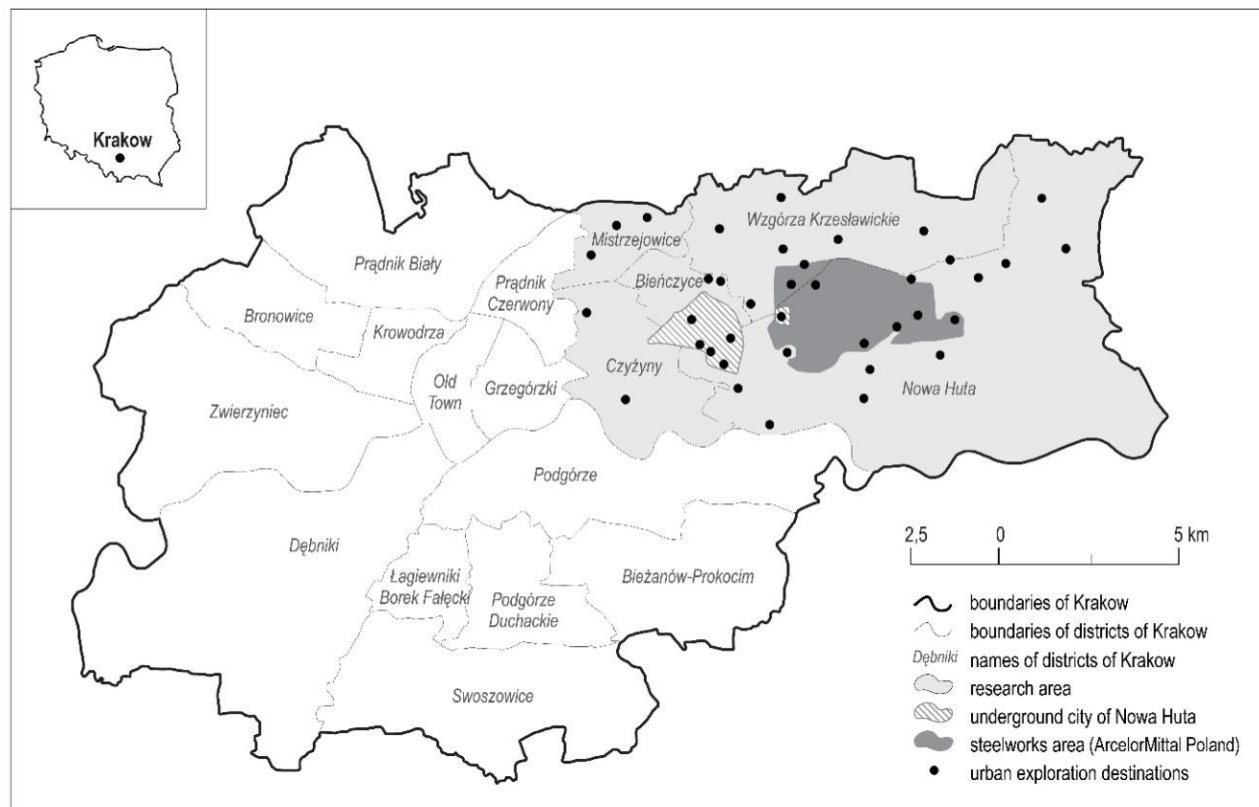 Krakow
Wzgórza Krzesławickie
Mistrzejowice
Prądnik Biały
Bieńczyce
Prądnik
Czerwony
Bronowice
Krowodrza
Old
Town
Grzegórzki
Czyżyny
Nowa Huta
Zwierzyniec
Podgórze
Dębniki
Łagiewniki
Borek Fałęcki
Podgórze
Duchackie
Bieżanów-Prokocim
Swoszowice
2,5 0 5 km
boundaries of Krakow
boundaries of districts of Krakow
Dębniki names of districts of Krakow
research area
underground city of Nowa Huta
steelworks area (ArcelorMittal Poland)
urban exploration destinations